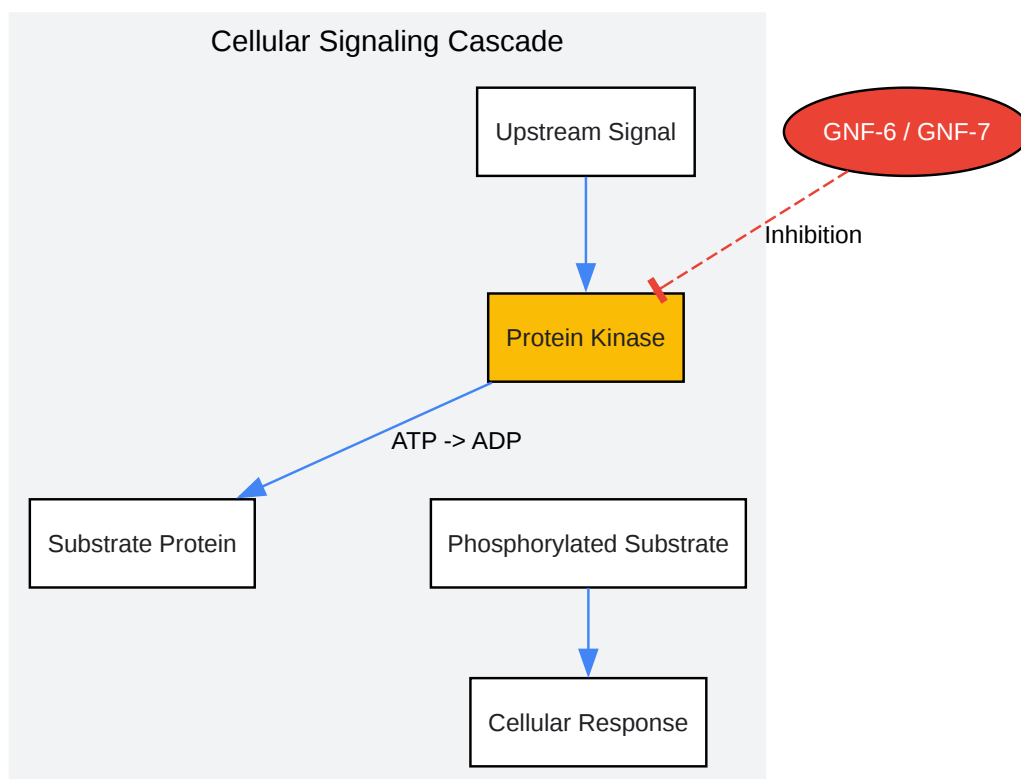 Cellular Signaling Cascade
Upstream Signal
GNF-6 / GNF-7
Inhibition
Protein Kinase
ATP -> ADP
Substrate Protein
Phosphorylated Substrate
Cellular Response